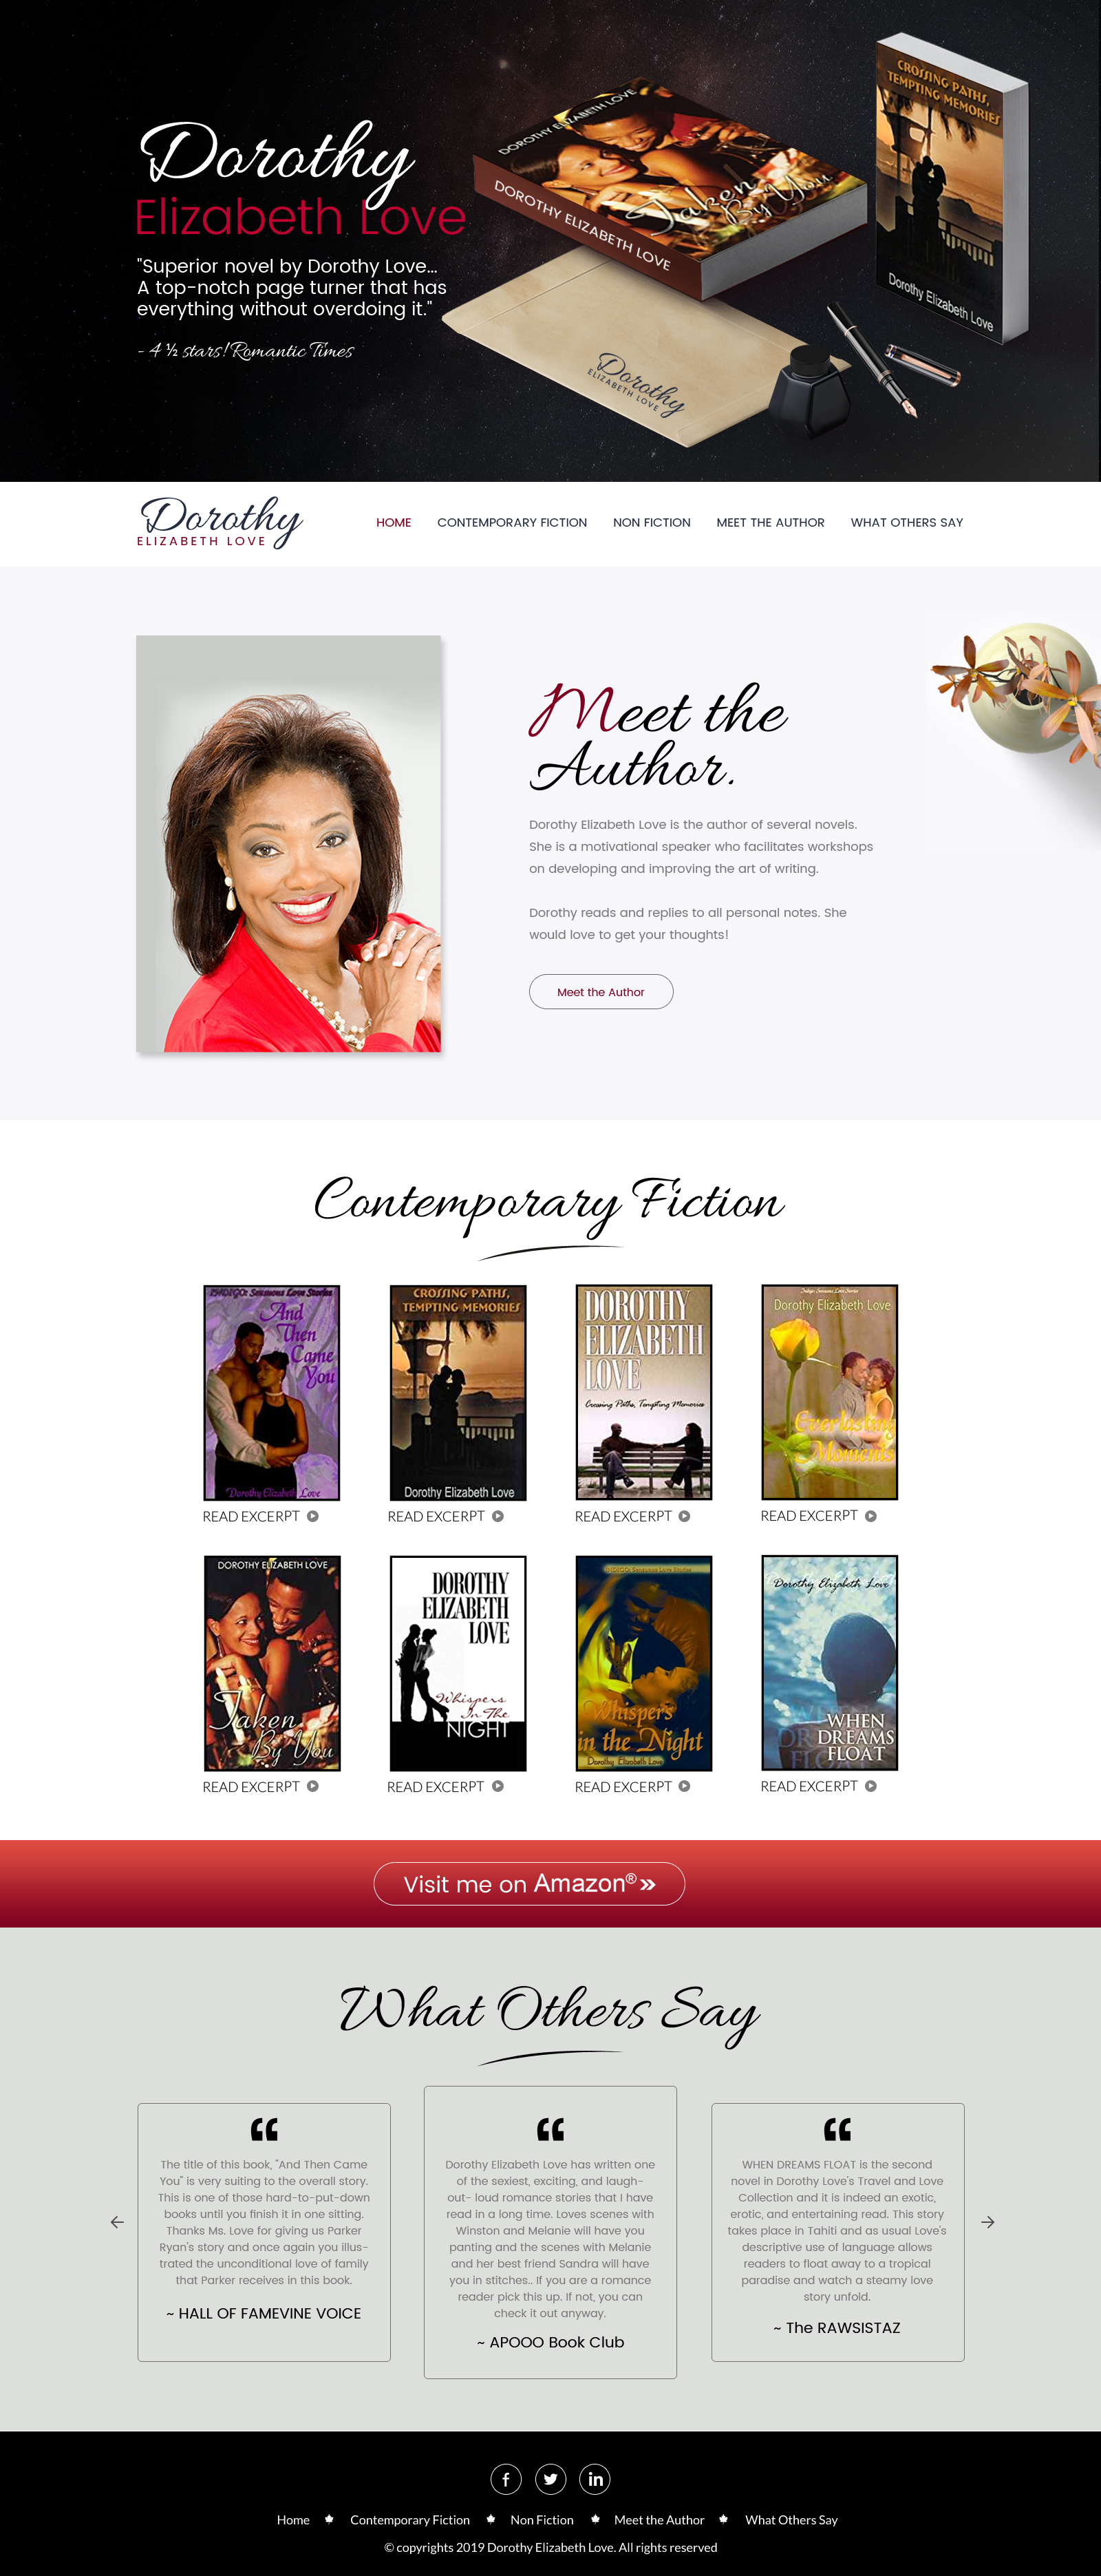 Dorothy
Elizabeth Love
"Superior novel by Dorothy Love...
A top-notch page turner that has
everything without overdoing it."
- 4 ½ stars! Romantic Times
DOROTHY ELIZABETH LOVE
Taken
By You
DOROTHY ELIZABETH LOVE
CROSSING PATHS,
TEMPTING MEMORIES
Dorothy Elizabeth Love
Dorothy
ELIZABETH LOVE
Dorothy
ELIZABETH LOVE
HOME CONTEMPORARY FICTION NON FICTION MEET THE AUTHOR WHAT OTHERS SAY
Meet the
Author.
Dorothy Elizabeth Love is the author of several novels.
She is a motivational speaker who facilitates workshops
on developing and improving the art of writing.
Dorothy reads and replies to all personal notes. She
would love to get your thoughts!
Meet the Author
Contemporary Fiction
INDIGO: Sensuous Love Stories
And
Then
Came
You
Dorothy Elizabeth Love
READ EXCERPT
CROSSING PATHS,
TEMPTING MEMORIES
Dorothy Elizabeth Love
READ EXCERPT
DOROTHY
ELIZABETH
LOVE
Crossing Paths, Tempting Memories
READ EXCERPT
Indigo: Sensuous Love Stories
Dorothy Elizabeth Love
Everlasting
Moments
READ EXCERPT
DOROTHY ELIZABETH LOVE
Taken
By You
READ EXCERPT
DOROTHY
ELIZABETH
LOVE
Whispers
In The
NIGHT
READ EXCERPT
INDIGO: Sensuous Love Stories
Whispers
in the Night
Dorothy Elizabeth Love
READ EXCERPT
Dorothy Elizabeth Love
WHEN
DREAMS
FLOAT
READ EXCERPT
Visit me on Amazon® »
What Others Say
The title of this book, "And Then Came
You" is very suiting to the overall story.
This is one of those hard-to-put-down
books until you finish it in one sitting.
Thanks Ms. Love for giving us Parker
Ryan's story and once again you illus-
trated the unconditional love of family
that Parker receives in this book.
~ HALL OF FAMEVINE VOICE
Dorothy Elizabeth Love has written one
of the sexiest, exciting, and laugh-
out- loud romance stories that I have
read in a long time. Loves scenes with
Winston and Melanie will have you
panting and the scenes with Melanie
and her best friend Sandra will have
you in stitches.. If you are a romance
reader pick this up. If not, you can
check it out anyway.
~ APOOO Book Club
WHEN DREAMS FLOAT is the second
novel in Dorothy Love's Travel and Love
Collection and it is indeed an exotic,
erotic, and entertaining read. This story
takes place in Tahiti and as usual Love's
descriptive use of language allows
readers to float away to a tropical
paradise and watch a steamy love
story unfold.
~ The RAWSISTAZ
Home Contemporary Fiction Non Fiction Meet the Author What Others Say
© copyrights 2019 Dorothy Elizabeth Love. All rights reserved